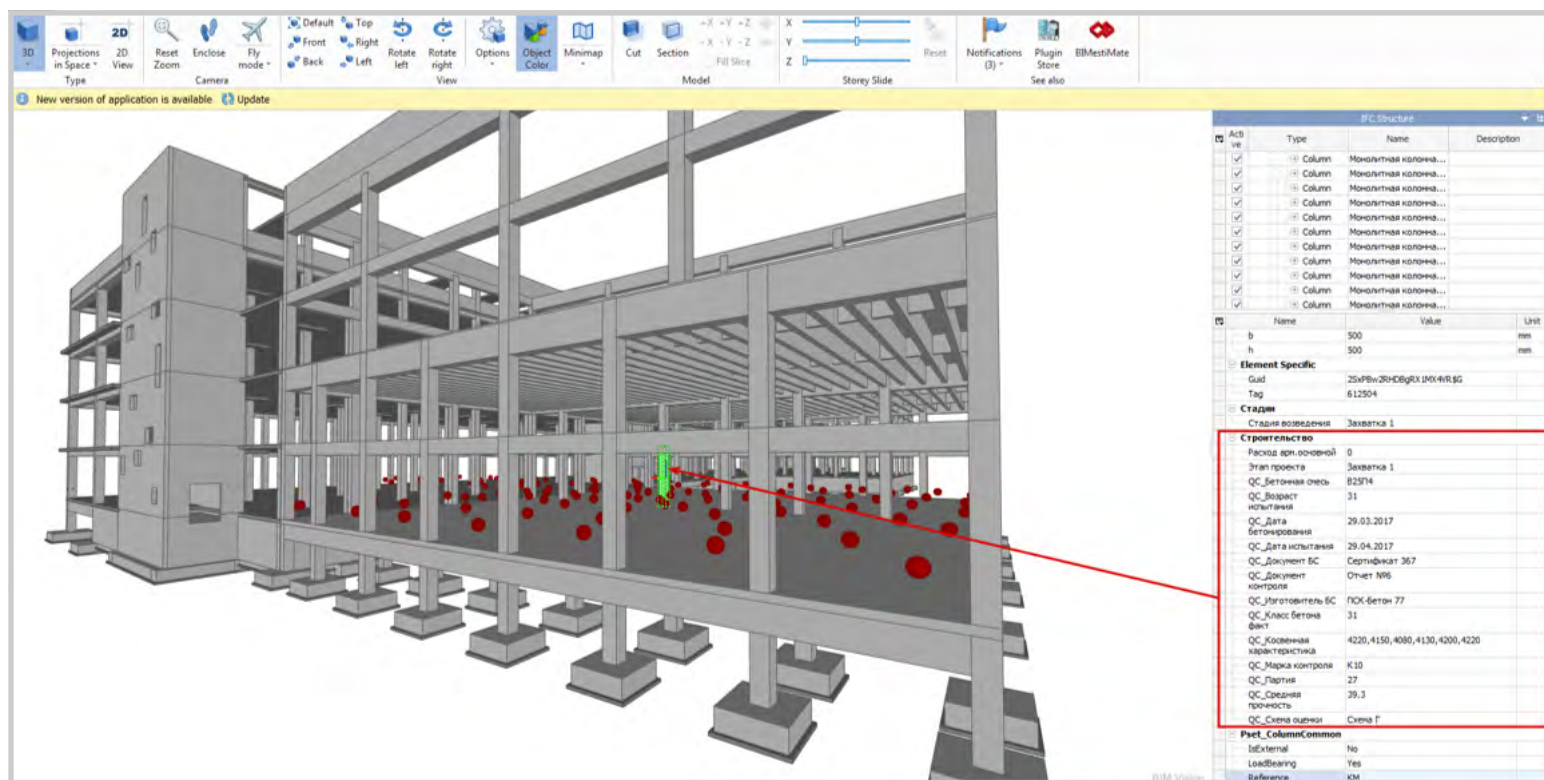 Default Top +X +Y +Z X
2D Front Right -X -Y -Z Y
3D Projections in Space 2D View Reset Zoom Enclose Fly mode Back Left Rotate left Rotate right Options Object Color Minimap Cut Section Fill Slice Z Reset Notifications (3) Plugin Store BIMestiMate
Type Camera View Model Storey Slide See also
New version of application is available Update
IFC Structure
Active Type Name Description
Column Монолитная колонна...
Column Монолитная колонна...
Column Монолитная колонна...
Column Монолитная колонна...
Column Монолитная колонна...
Column Монолитная колонна...
Column Монолитная колонна...
Column Монолитная колонна...
Column Монолитная колонна...
Column Монолитная колонна...
Column Монолитная колонна...
Name Value Unit
b 500 mm
h 500 mm
Element Specific
Guid
Tag 612504
Стадии
Стадия возведения Захватка 1
Строительство
Расход арм.основной 0
Этап проекта Захватка 1
QC_Бетонная смесь B25П4
QC_Возраст 31
испытания
QC_Дата 29.03.2017
бетонирования
QC_Дата испытания 29.04.2017
QC_Документ БС Сертификат 367
QC_Документ Отчет №6
контроля
QC_Изготовитель БС ПСК-Бетон 77
QC_Класс бетона 31
факт
QC_Косвенная 4220,4150,4080,4130,4200,4220
характеристика
QC_Марка контроля К10
QC_Партия 27
QC_Средняя 39.3
прочность
QC_Схема оценки Схема Г
Pset_ColumnCommon
IsExternal No
LoadBearing Yes
Reference КМ
BIM Vision